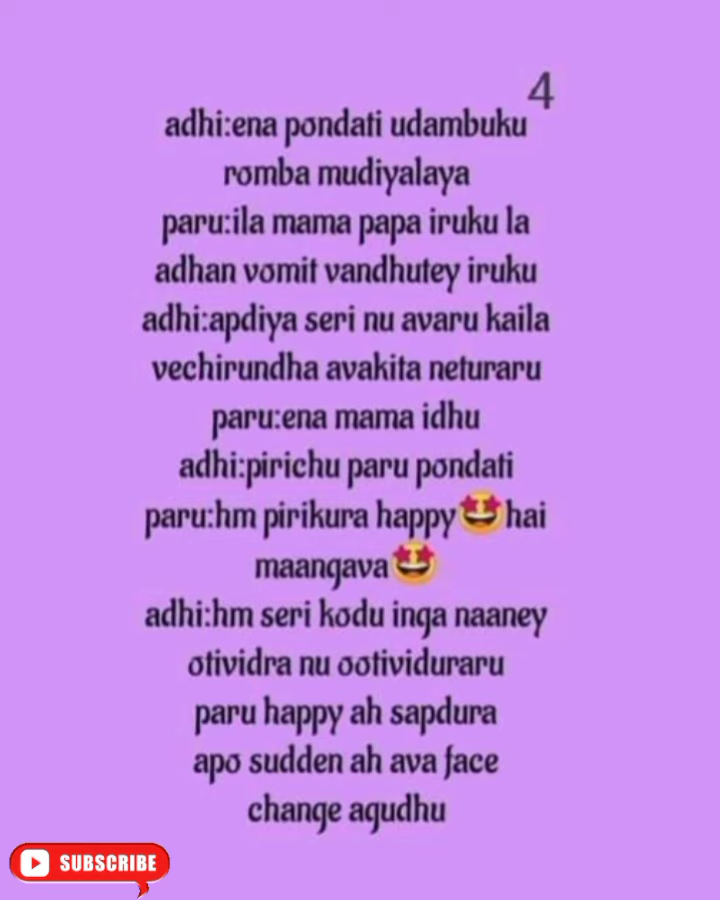 4
adhi:ena pondati udambuku
romba mudiyalaya
paru:ila mama papa iruku la
adhan vomit vandhutey iruku
adhi:apdiya seri nu avaru kaila
vechirundha avakita neturaru
paru:ena mama idhu
adhi:pirichu paru pondati
paru:hm pirikura happy🤩hai
maangava🤩
adhi:hm seri kodu inga naaney
otividra nu ootividuraru
paru happy ah sapdura
apo sudden ah ava face
change agudhu
SUBSCRIBE